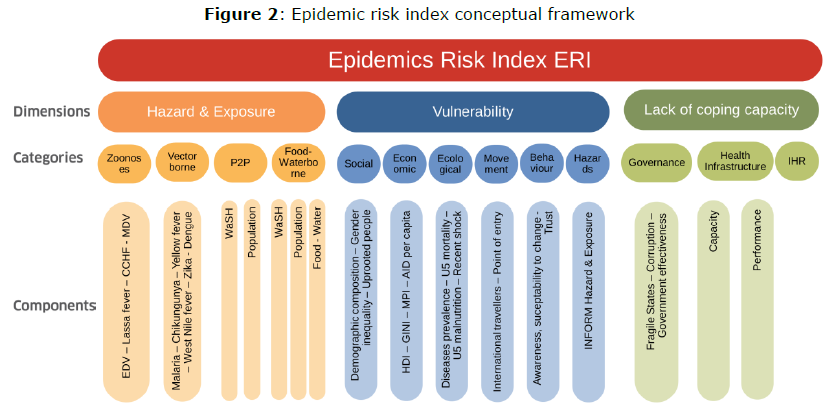 Figure 2: Epidemic risk index conceptual framework
Epidemics Risk Index ERI
Dimensions
Hazard & Exposure
Vulnerability
Lack of coping capacity
Categories
Zoonos
es
Vector
borne
P2P
Food-
Waterbo
rne
Social
Econ
omic
Ecolo
gical
Move
ment
Beha
viour
Hazar
ds
Governance
Health
Infrastructure
IHR
Components
EDV – Lassa fever – CCHF - MDV
Malaria – Chikungunya – Yellow fever
– West Nile fever – Zika - Dengue
WaSH
Population
WaSH
Population
Food - Water
Demographic composition – Gender
inequality – Uprooted people
HDI – GINI – MPI – AID per capita
Diseases prevalence – U5 mortality –
U5 malnutrition – Recent shock
International travellers – Point of entry
Awareness, suceptability to change -
Trust
INFORM Hazard & Exposure
Fragile States – Corruption –
Government effectiveness
Capacity
Performance